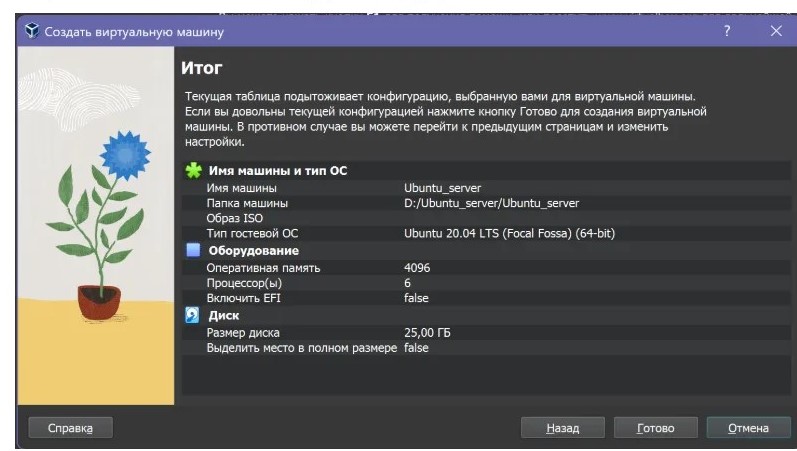 Создать виртуальную машину
?
Итог
Текущая таблица подытоживает конфигурацию, выбранную вами для виртуальной машины.
Если вы довольны текущей конфигурацией нажмите кнопку Готово для создания виртуальной
машины. В противном случае вы можете перейти к предыдущим страницам и изменить
настройки.
Имя машины и тип ОС
Имя машины Ubuntu_server
Папка машины D:/Ubuntu_server/Ubuntu_server
Образ ISO
Тип гостевой ОС Ubuntu 20.04 LTS (Focal Fossa) (64-bit)
Оборудование
Оперативная память 4096
Процессор(ы) 6
Включить EFI false
Диск
Размер диска 25,00 ГБ
Выделить место в полном размере false
Справка Назад Готово Отмена